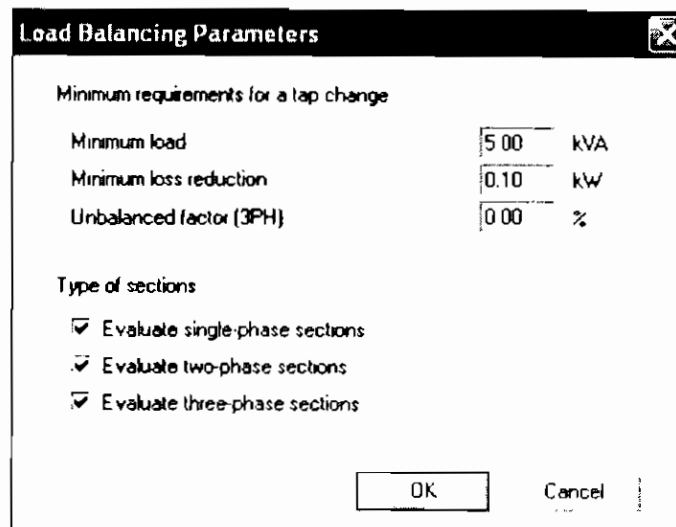 Load Balancing Parameters
Minimum requirements for a tap change
Minimum load 5.00 kVA
Minimum loss reduction 0.10 kW
Unbalanced factor (3PH) 0.00 %
Type of sections
Evaluate single-phase sections
Evaluate two-phase sections
Evaluate three-phase sections
OK Cancel